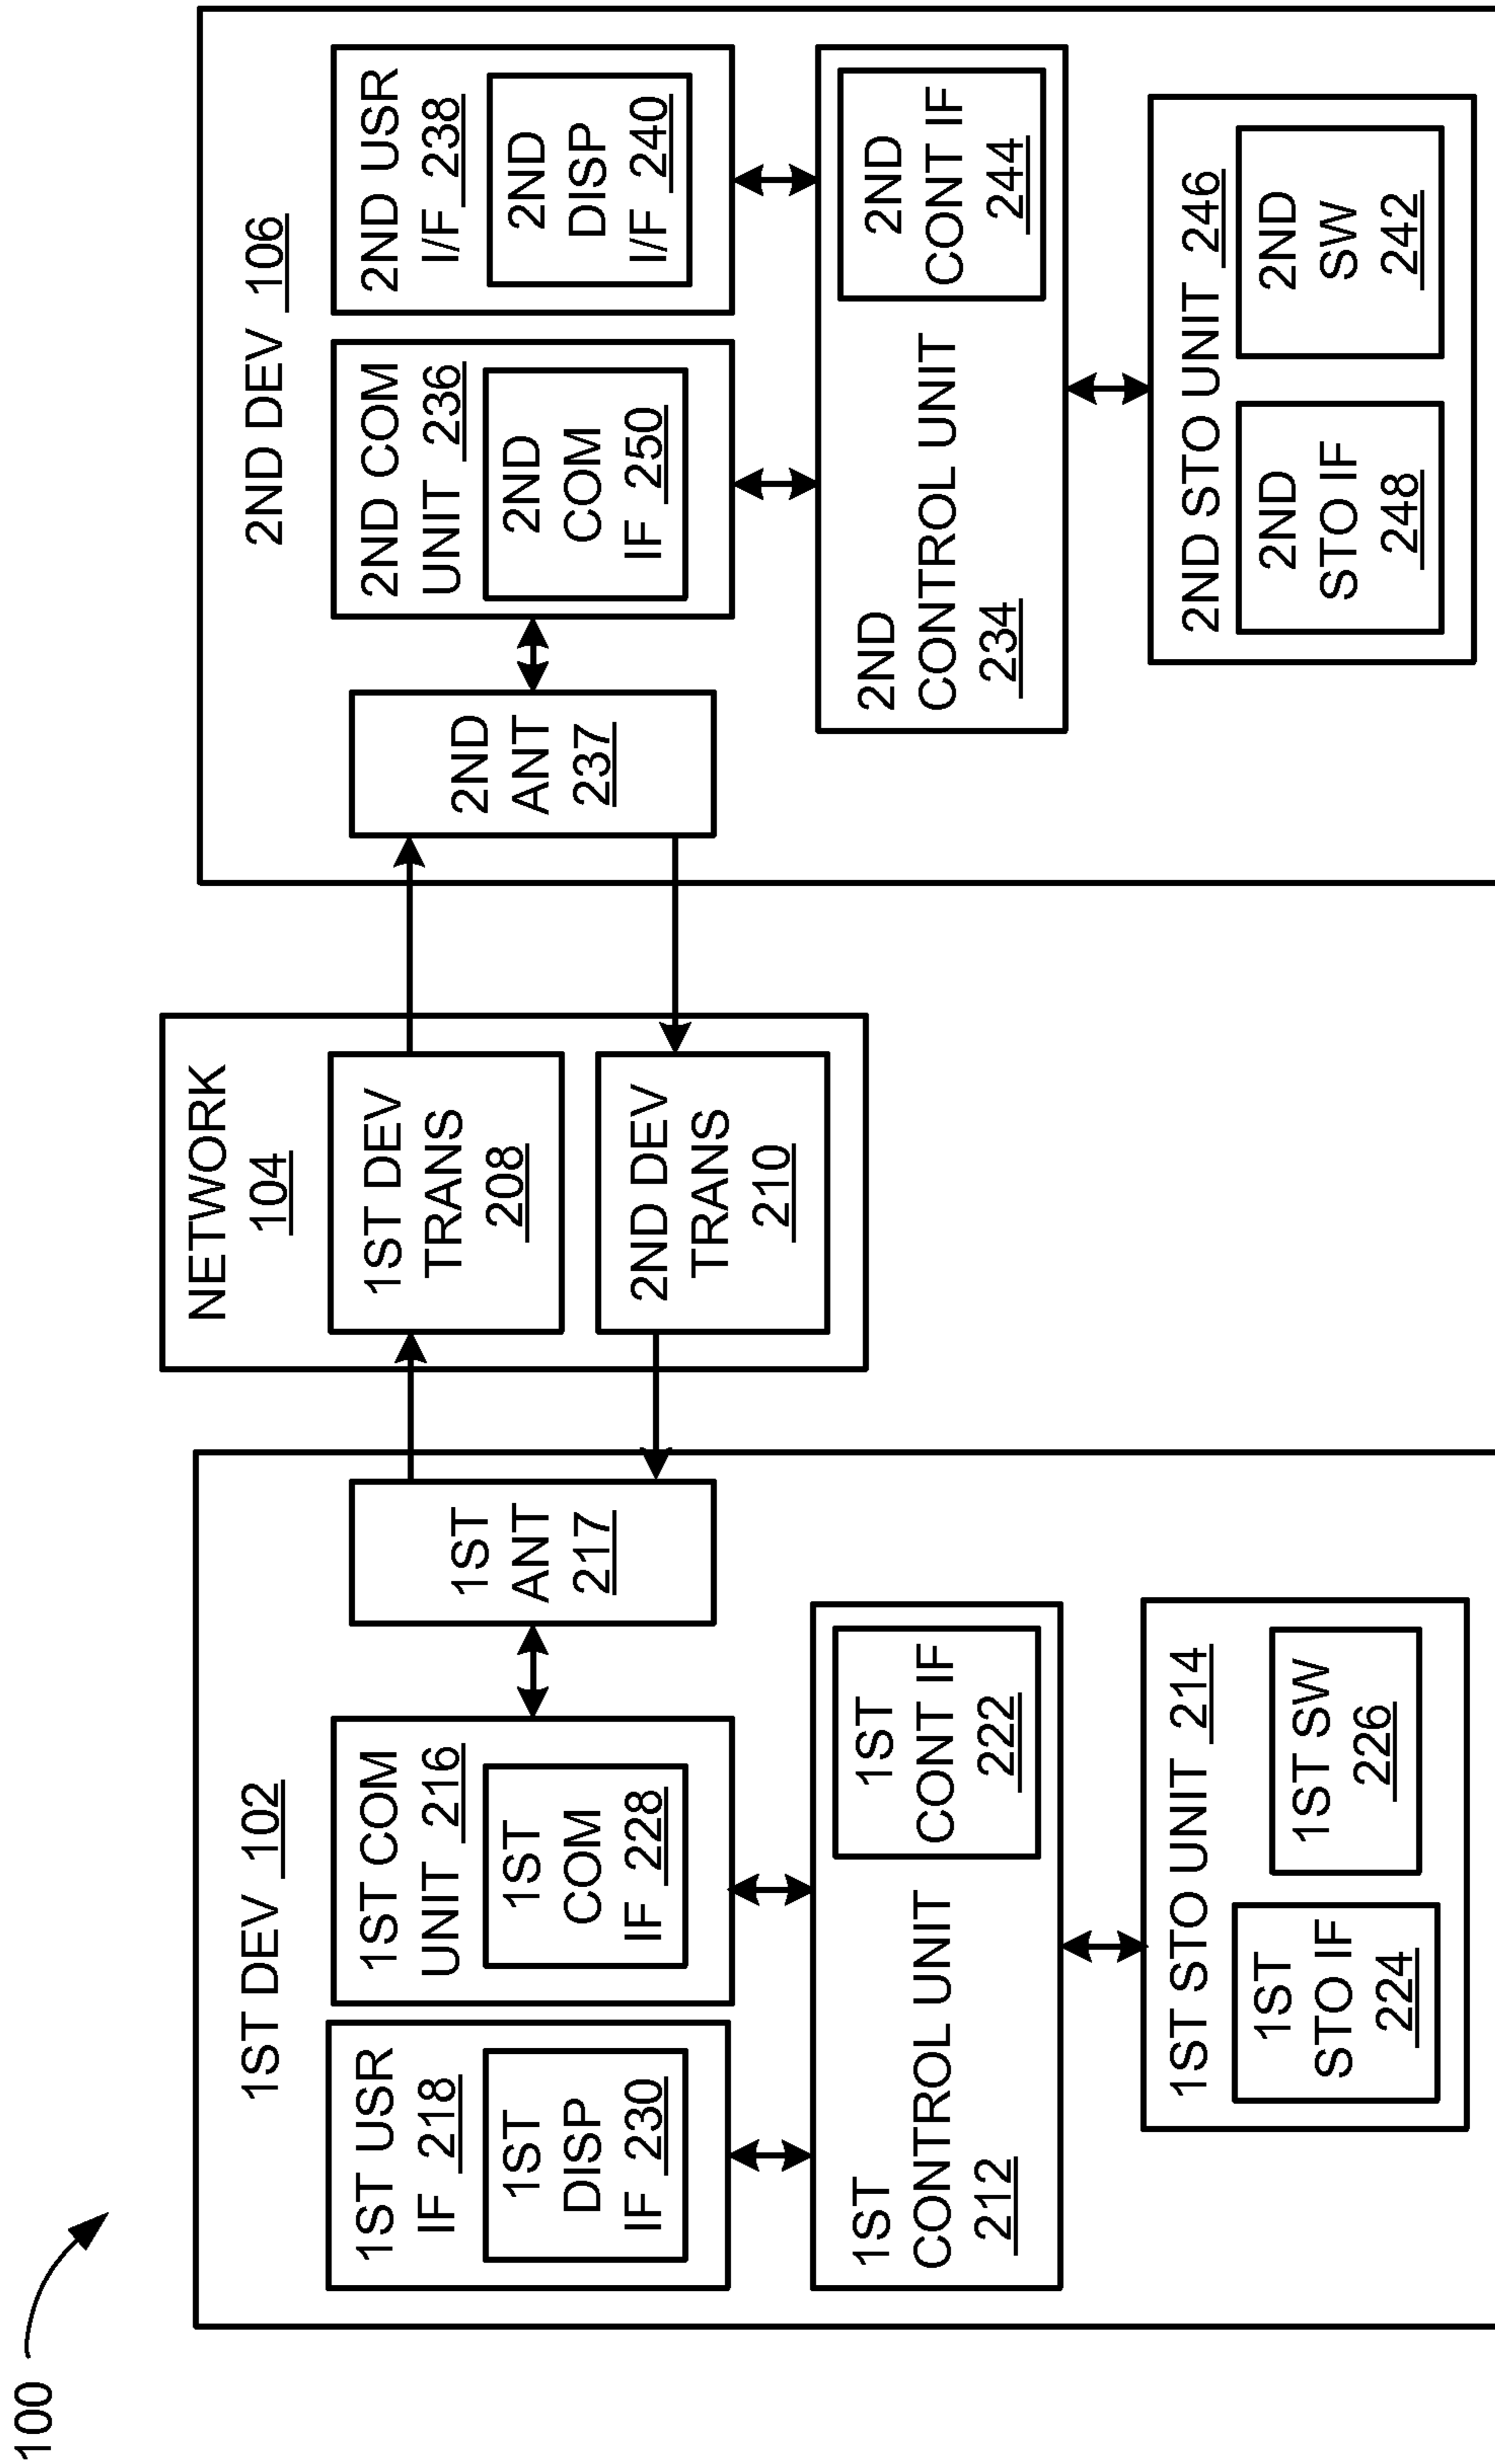 100
1ST DEV 102
1ST USR
IF 218
1ST
DISP
IF 230
1ST COM
UNIT 216
1ST
COM
IF 228
1ST
ANT
217
1ST
CONTROL UNIT
212
1ST
CONT IF
222
1ST STO UNIT 214
1ST
STO IF
224
1ST SW
226
NETWORK
104
1ST DEV
TRANS
208
2ND DEV
TRANS
210
2ND DEV 106
2ND
ANT
237
2ND COM
UNIT 236
2ND
COM
IF 250
2ND USR
I/F 238
2ND
DISP
I/F 240
2ND
CONTROL UNIT
234
2ND
CONT IF
244
2ND STO UNIT 246
2ND
STO IF
248
2ND
SW
242